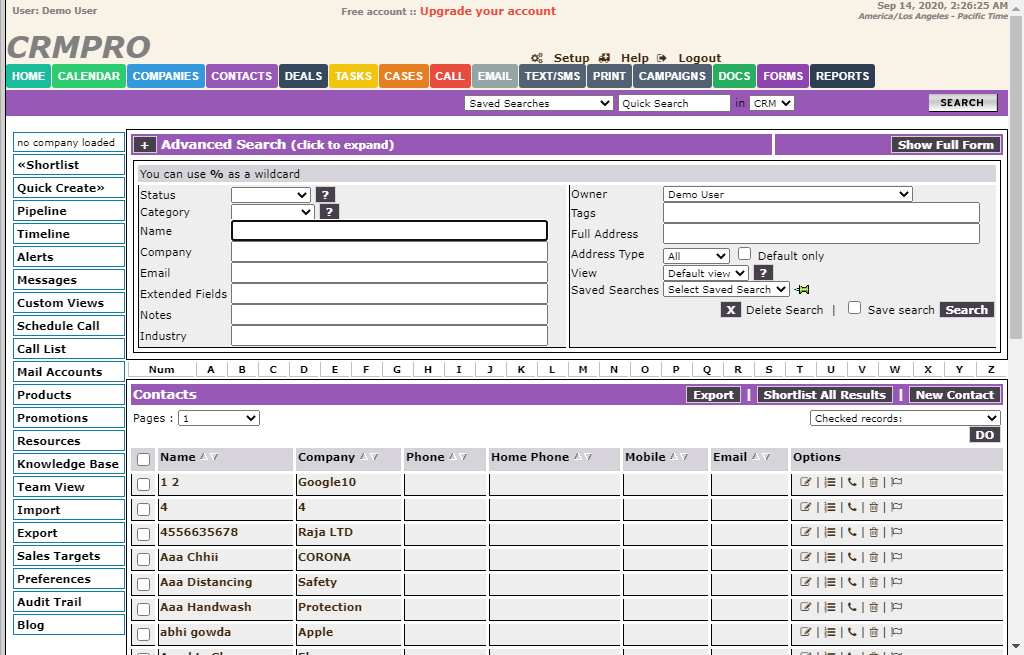 User: Demo User
Free account :: Upgrade your account
Sep 14, 2020, 2:26:25 AM
America/Los Angeles - Pacific Time
CRMPRO
Setup Help Logout
HOME CALENDAR COMPANIES CONTACTS DEALS TASKS CASES CALL EMAIL TEXT/SMS PRINT CAMPAIGNS DOCS FORMS REPORTS
Saved Searches Quick Search in CRM SEARCH
no company loaded
«Shortlist
Quick Create»
Pipeline
Timeline
Alerts
Messages
Custom Views
Schedule Call
Call List
Mail Accounts
Products
Promotions
Resources
Knowledge Base
Team View
Import
Export
Sales Targets
Preferences
Audit Trail
Blog
+ Advanced Search (click to expand) Show Full Form
You can use % as a wildcard
Status ?
Category ?
Name
Company
Email
Extended Fields
Notes
Industry
Owner Demo User
Tags
Full Address
Address Type All Default only
View Default view ?
Saved Searches Select Saved Search
X Delete Search | Save search Search
Num A B C D E F G H I J K L M N O P Q R S T U V W X Y Z
Contacts Export | Shortlist All Results | New Contact
Pages : 1 Checked records:
DO
Name Company Phone Home Phone Mobile Email Options
1 2 Google10 | | | |
4 4 | | | |
4556635678 Raja LTD | | | |
Aaa Chhii CORONA | | | |
Aaa Distancing Safety | | | |
Aaa Handwash Protection | | | |
abhi gowda Apple | | | |